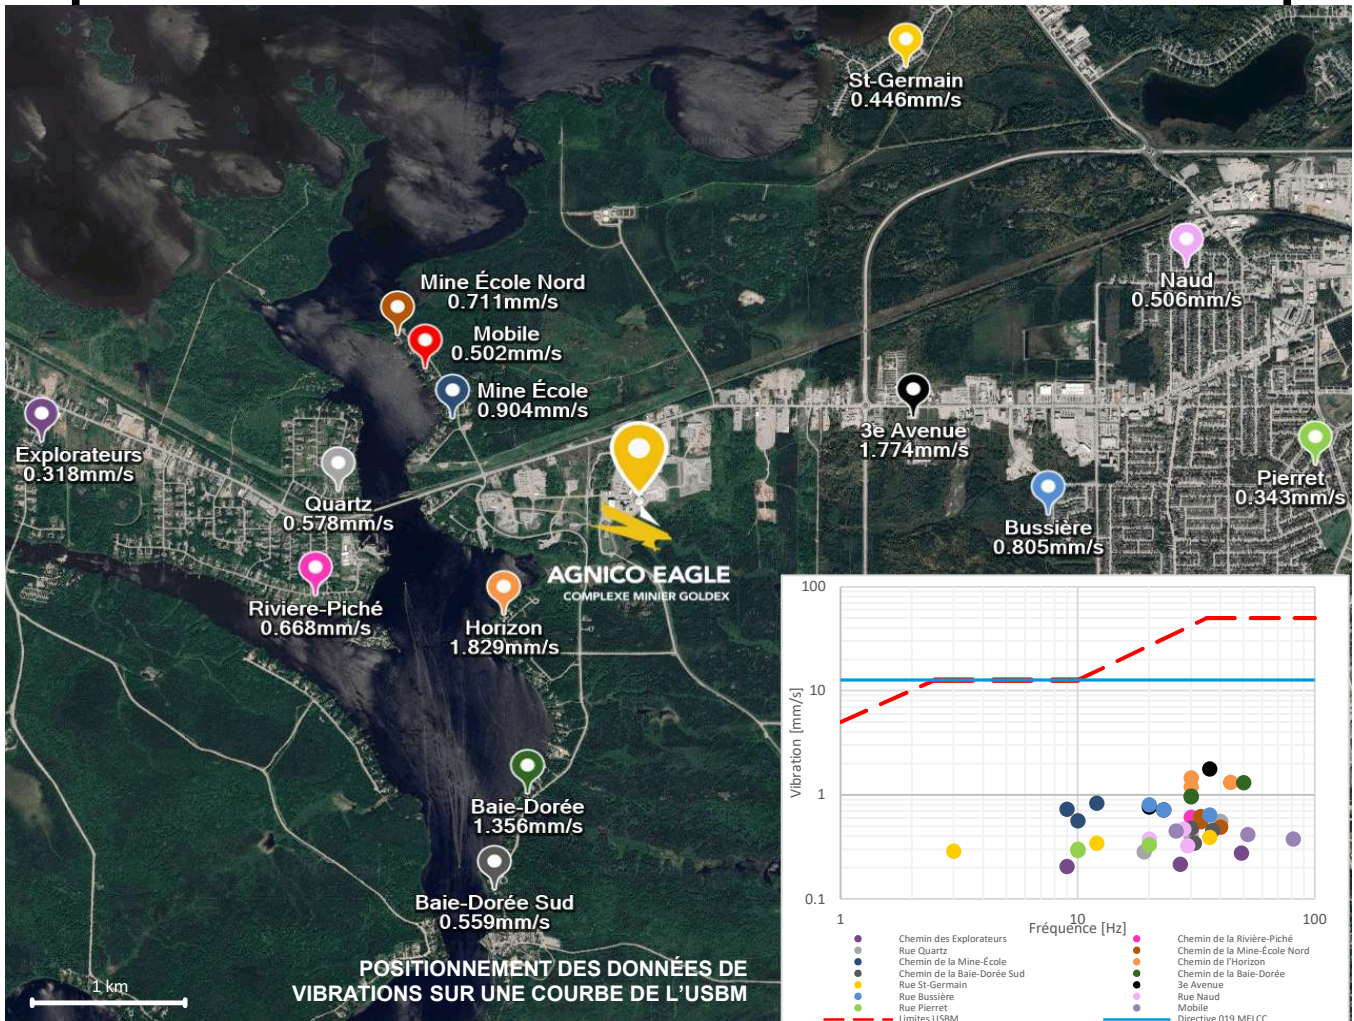 St-Germain
0.446mm/s
Naud
0.506mm/s
Mine École Nord
0.711mm/s
Mobile
0.502mm/s
Mine École
0.904mm/s
3e Avenue
1.774mm/s
Explorateurs
0.318mm/s
Quartz
0.578mm/s
Pierret
0.343mm/s
Bussière
0.805mm/s
AGNICO EAGLE
COMPLEXE MINIER GOLDEX
Riviere-Piché
0.668mm/s
Horizon
1.829mm/s
Baie-Dorée
1.356mm/s
Baie-Dorée Sud
0.559mm/s
POSITIONNEMENT DES DONNÉES DE
VIBRATIONS SUR UNE COURBE DE L'USBM
1 km
100
10
1
0.1
Vibration [mm/s]
1
10
100
Fréquence [Hz]
Chemin des Explorateurs
Chemin de la Rivière-Piché
Rue Quartz
Chemin de la Mine-École Nord
Chemin de la Mine-École
Chemin de l'Horizon
Chemin de la Baie-Dorée Sud
Chemin de la Baie-Dorée
Rue St-Germain
3e Avenue
Rue Bussière
Rue Naud
Rue Pierret
Mobile
Limites USBM
Directive 019 MELCC